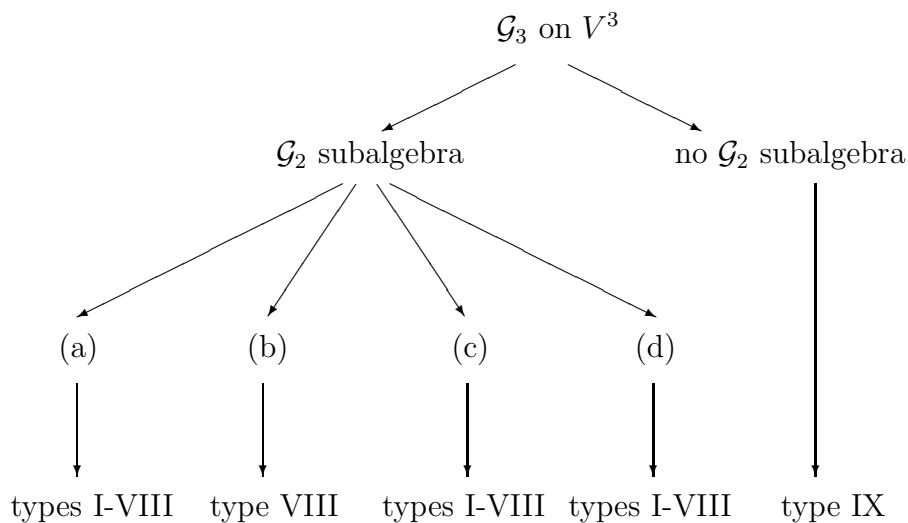 𝒢₃ on V³
𝒢₂ subalgebra no 𝒢₂ subalgebra
(a) (b) (c) (d)
types I-VIII type VIII types I-VIII types I-VIII type IX